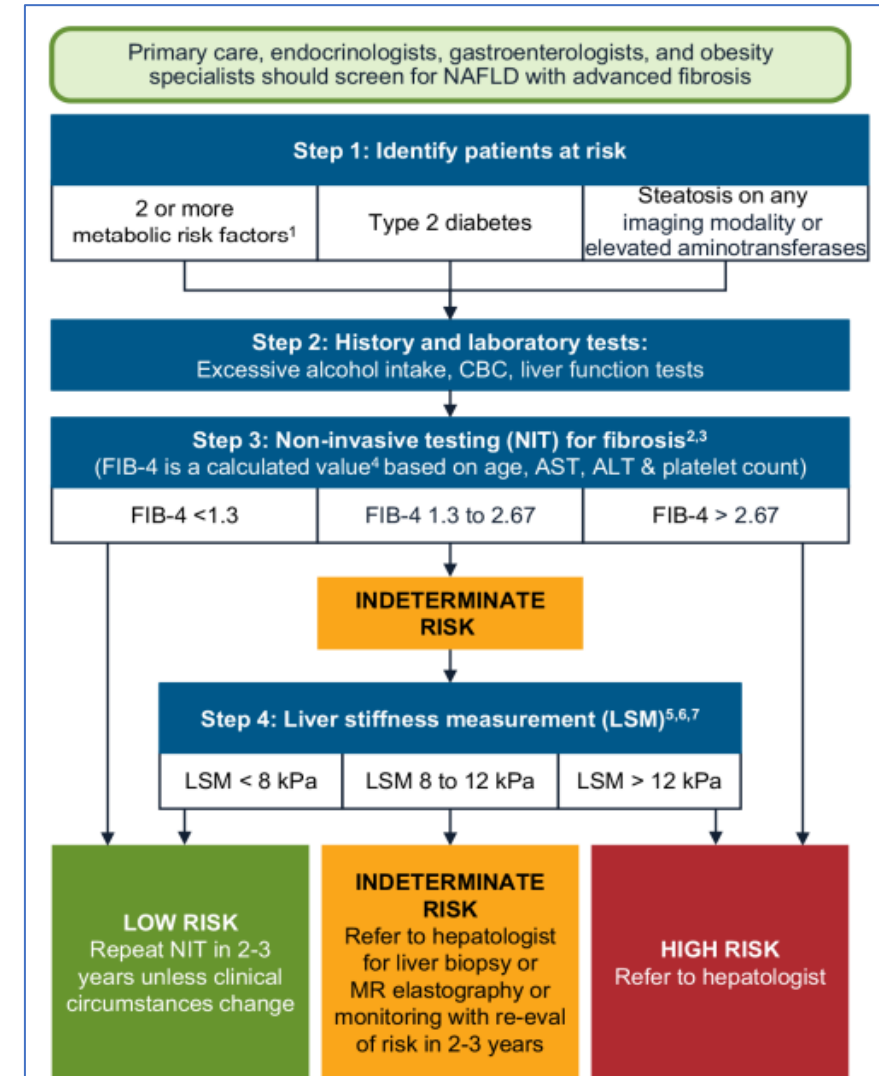 Primary care, endocrinologists, gastroenterologists, and obesity
specialists should screen for NAFLD with advanced fibrosis
Step 1: Identify patients at risk
2 or more
metabolic risk factors¹
Type 2 diabetes
Steatosis on any
imaging modality or
elevated aminotransferases
Step 2: History and laboratory tests:
Excessive alcohol intake, CBC, liver function tests
Step 3: Non-invasive testing (NIT) for fibrosis²,³
(FIB-4 is a calculated value⁴ based on age, AST, ALT & platelet count)
FIB-4 <1.3
FIB-4 1.3 to 2.67
FIB-4 > 2.67
INDETERMINATE
RISK
Step 4: Liver stiffness measurement (LSM)⁵,⁶,⁷
LSM < 8 kPa
LSM 8 to 12 kPa
LSM > 12 kPa
LOW RISK
Repeat NIT in 2-3
years unless clinical
circumstances change
INDETERMINATE
RISK
Refer to hepatologist
for liver biopsy or
MR elastography or
monitoring with re-eval
of risk in 2-3 years
HIGH RISK
Refer to hepatologist